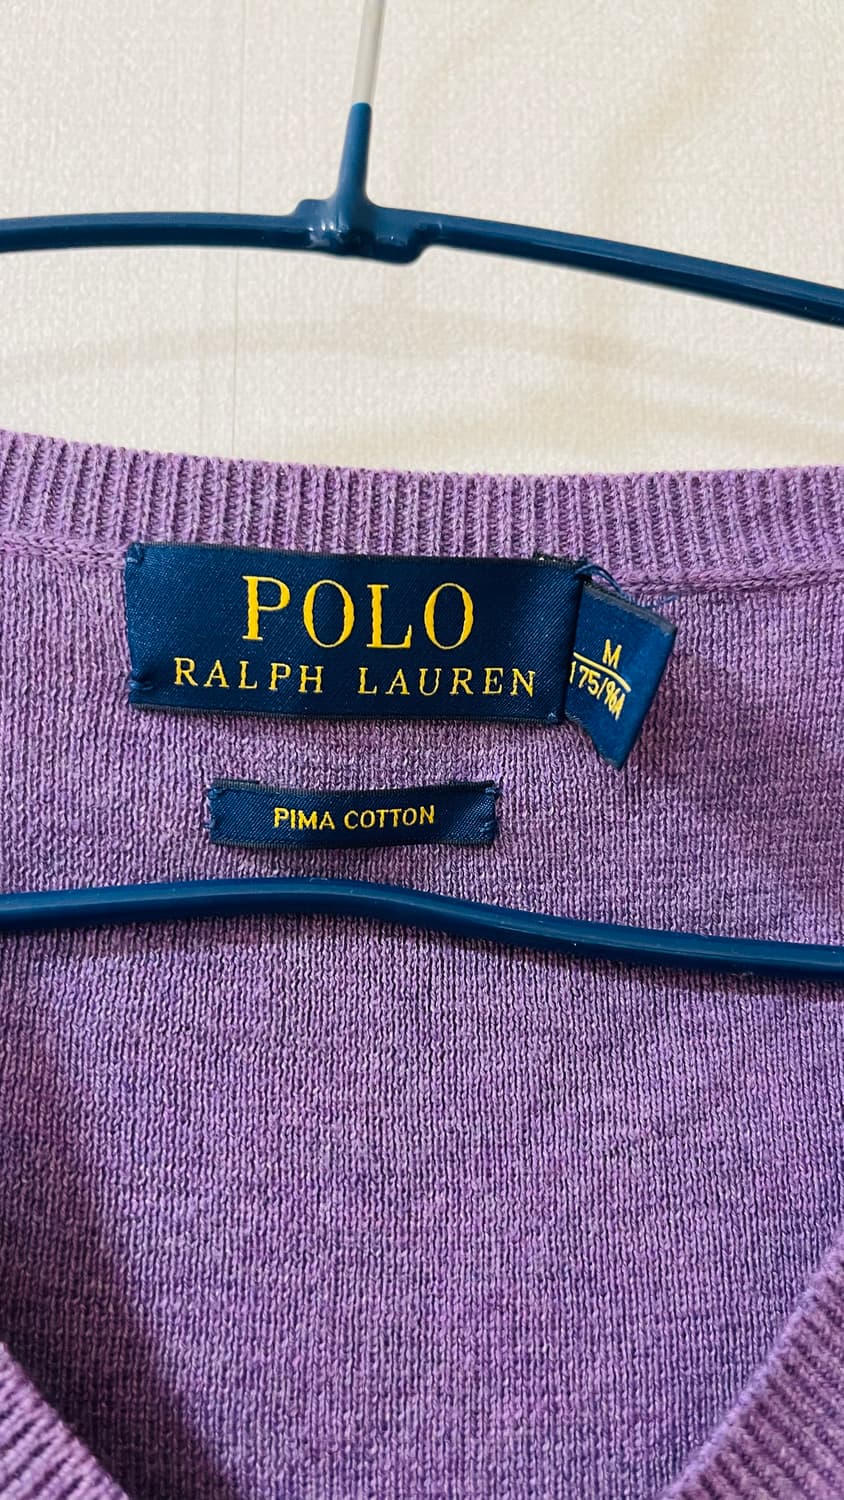 POLO
RALPH LAUREN
M
175/96A
PIMA COTTON